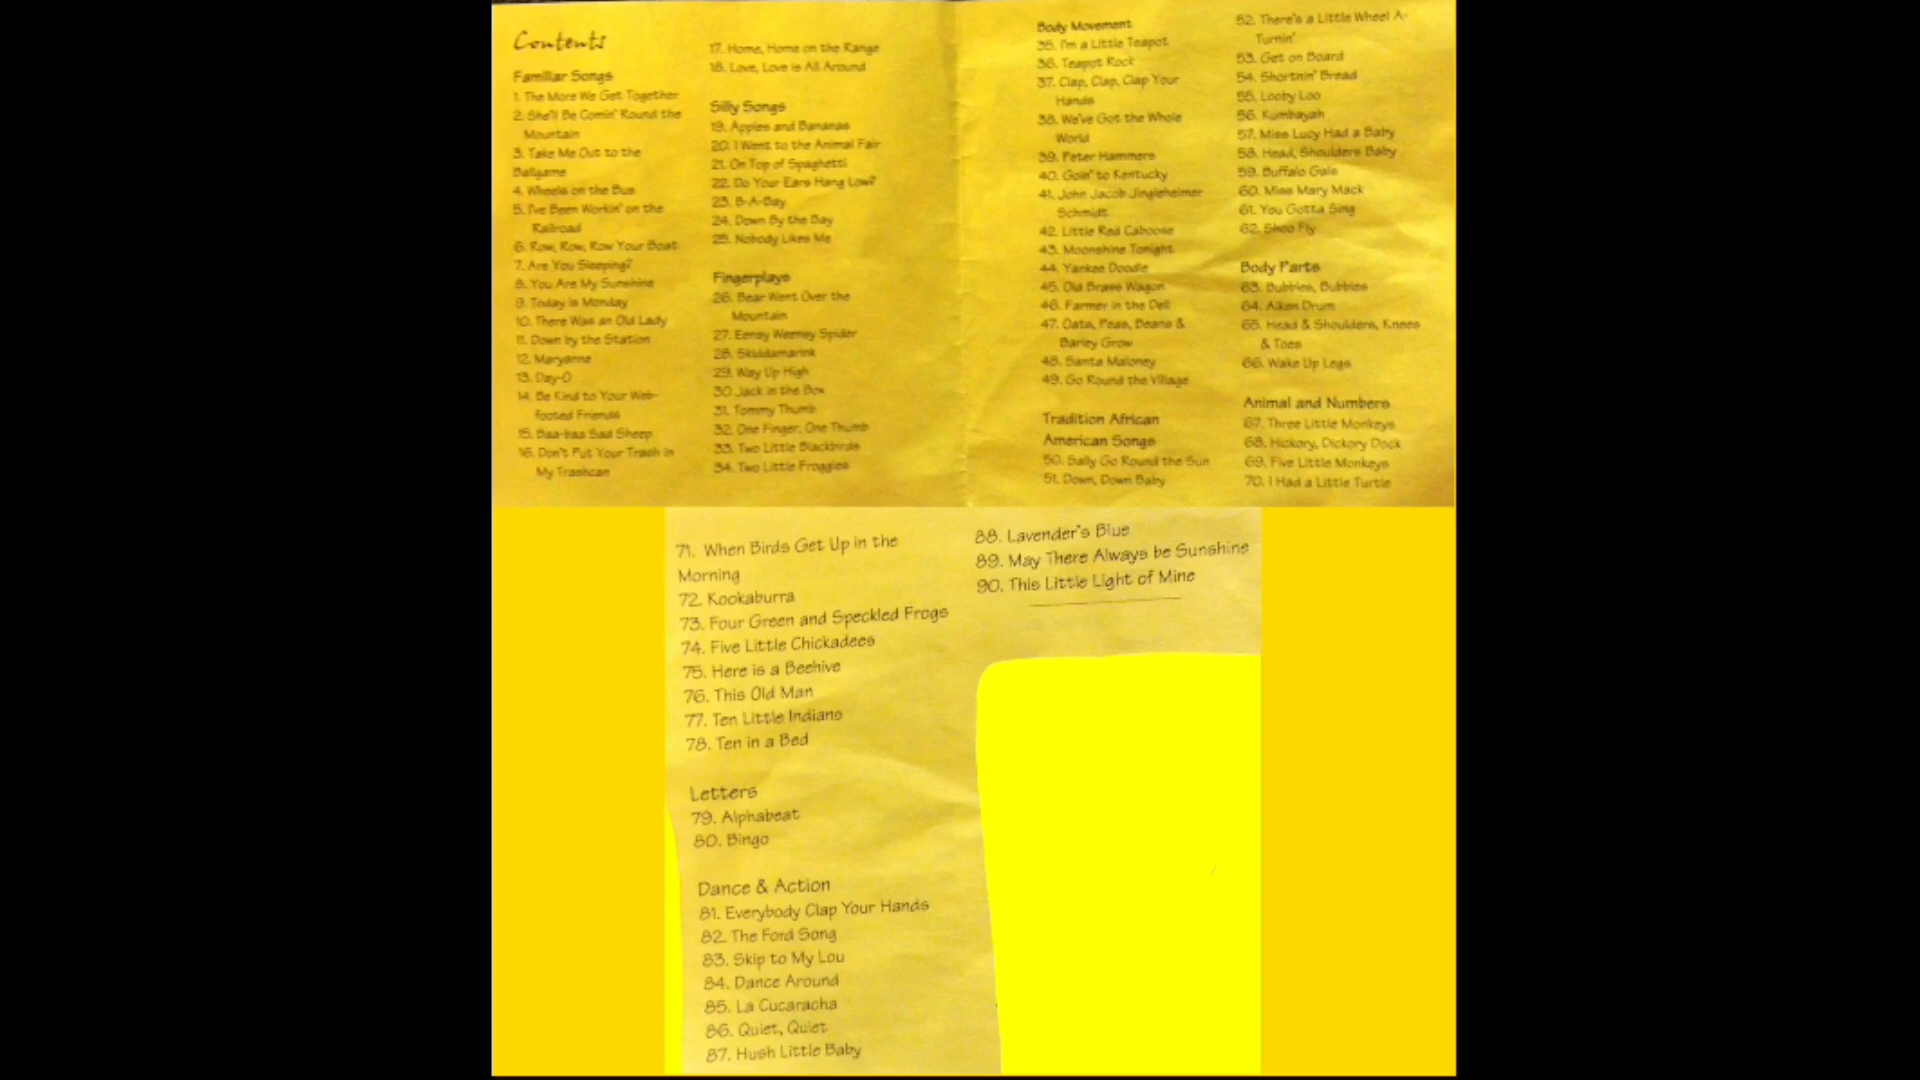 Contents
Familiar Songs
1. The More We Get Together
2. She'll Be Comin' Round the
Mountain
3. Take Me Out to the
Ballgame
4. Wheels on the Bus
5. I've Been Workin' on the
Railroad
6. Row, Row, Row Your Boat
7. Are You Sleeping?
8. You Are My Sunshine
9. Today is Monday
10. There Was an Old Lady
11. Down by the Station
12. Maryanne
13. Day-O
14. Be Kind to Your Web-
footed Friends
15. Baa-baa Sad Sheep
16. Don't Put Your Trash in
My Trashcan
17. Home, Home on the Range
18. Love, Love is All Around
Silly Songs
19. Apples and Bananas
20. I Went to the Animal Fair
21. On Top of Spaghetti
22. Do Your Ears Hang Low?
23. B-A-Bay
24. Down By the Bay
25. Nobody Likes Me
Fingerplays
26. Bear Went Over the
Mountain
27. Eensy Weensy Spider
28. Skiddamarink
29. Way Up High
30. Jack in the Box
31. Tommy Thumb
32. One Finger, One Thumb
33. Two Little Blackbirds
34. Two Little Froggies
Body Movement
35. I'm a Little Teapot
36. Teapot Rock
37. Clap, Clap, Clap Your
Hands
38. We've Got the Whole
World
39. Peter Hammers
40. Goin' to Kentucky
41. John Jacob Jingleheimer
Schmidt
42. Little Red Caboose
43. Moonshine Tonight
44. Yankee Doodle
45. Old Brass Wagon
46. Farmer in the Dell
47. Oats, Peas, Beans &
Barley Grow
48. Santa Maloney
49. Go Round the Village
Tradition African
American Songs
50. Sally Go Round the Sun
51. Down, Down Baby
52. There's a Little Wheel A-
Turnin'
53. Get on Board
54. Shortnin' Bread
55. Looby Loo
56. Kumbayah
57. Miss Lucy Had a Baby
58. Head, Shoulders Baby
59. Buffalo Gals
60. Miss Mary Mack
61. You Gotta Sing
62. Shoo Fly
Body Parts
63. Bubbles, Bubbles
64. Aiken Drum
65. Head & Shoulders, Knees
& Toes
66. Wake Up Legs
Animal and Numbers
67. Three Little Monkeys
68. Hickory, Dickory Dock
69. Five Little Monkeys
70. I Had a Little Turtle
71. When Birds Get Up in the
Morning
72. Kookaburra
73. Four Green and Speckled Frogs
74. Five Little Chickadees
75. Here is a Beehive
76. This Old Man
77. Ten Little Indians
78. Ten in a Bed
Letters
79. Alphabeat
80. Bingo
Dance & Action
81. Everybody Clap Your Hands
82. The Ford Song
83. Skip to My Lou
84. Dance Around
85. La Cucaracha
86. Quiet, Quiet
87. Hush Little Baby
88. Lavender's Blue
89. May There Always be Sunshine
90. This Little Light of Mine